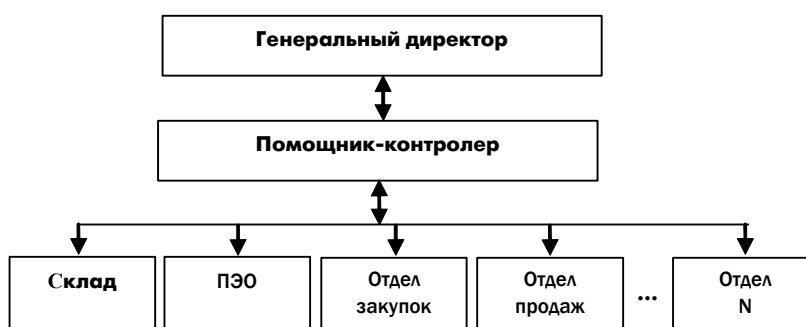 Генеральный директор
Помощник-контролер
Склад
ПЭО
Отдел
закупок
Отдел
продаж
...
Отдел
N